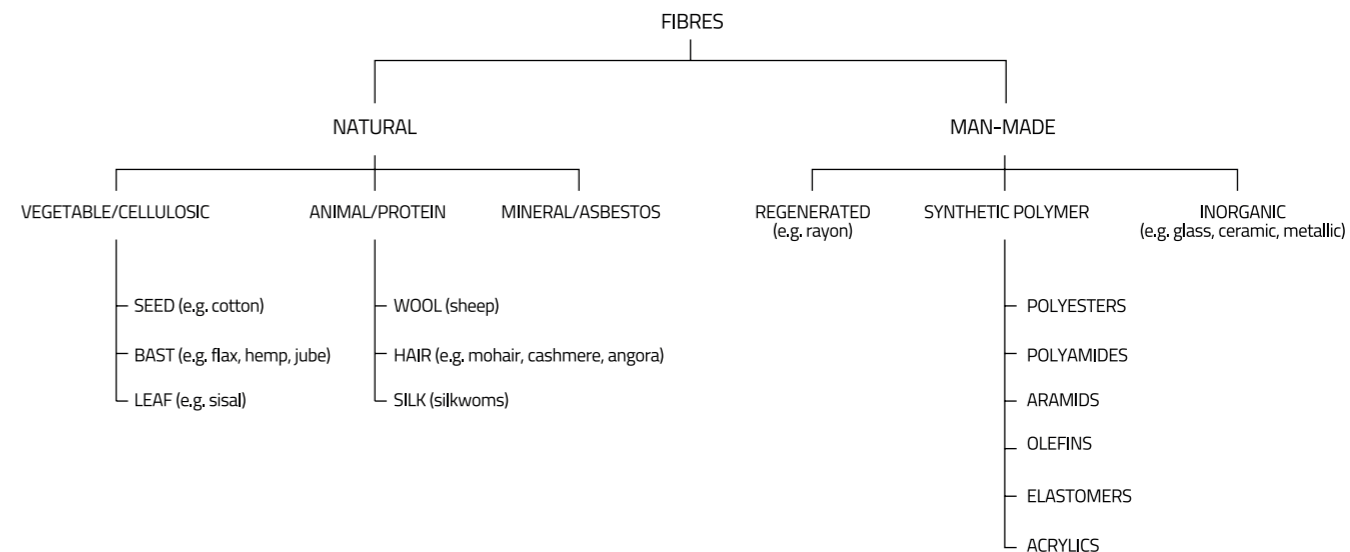 FIBRES
NATURAL
MAN-MADE
VEGETABLE/CELLULOSIC
ANIMAL/PROTEIN
MINERAL/ASBESTOS
REGENERATED
(e.g. rayon)
SYNTHETIC POLYMER
INORGANIC
(e.g. glass, ceramic, metallic)
SEED (e.g. cotton)
BAST (e.g. flax, hemp, jube)
LEAF (e.g. sisal)
WOOL (sheep)
HAIR (e.g. mohair, cashmere, angora)
SILK (silkwoms)
POLYESTERS
POLYAMIDES
ARAMIDS
OLEFINS
ELASTOMERS
ACRYLICS